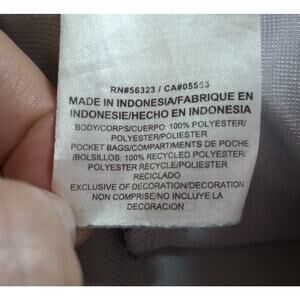 RN#56323 / CA#05553
MADE IN INDONESIA/FABRIQUE EN
INDONESIE/HECHO EN INDONESIA
BODY/CORPS/CUERPO: 100% POLYESTER/
POLYESTER/POLIESTER
POCKET BAGS/COMPARTIMENTS DE POCHE
/BOLSILLOS: 100% RECYCLED POLYESTER/
POLYESTER RECYCLE/POLIESTER
RECICLADO
EXCLUSIVE OF DECORATION/DECORATION
NON COMPRISE/NO INCLUYE LA
DECORACION